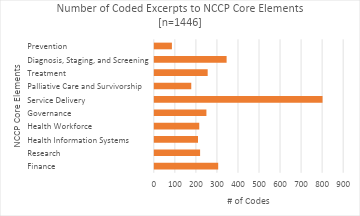 Number of Coded Excerpts to NCCP Core Elements
[n=1446]
NCCP Core Elements
Prevention
Diagnosis, Staging, and Screening
Treatment
Palliative Care and Survivorship
Service Delivery
Governance
Health Workforce
Health Information Systems
Research
Finance
0 100 200 300 400 500 600 700 800 900
# of Codes